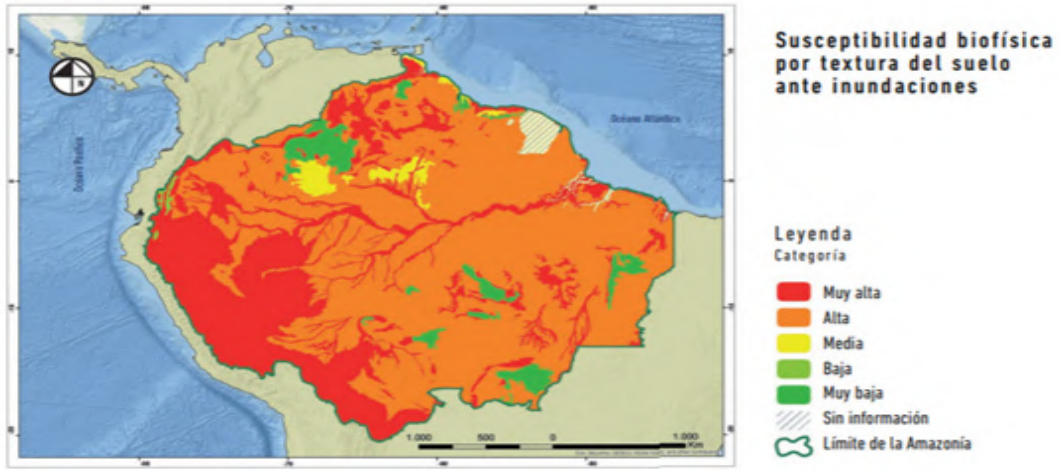 Susceptibilidad biofísica
por textura del suelo
ante inundaciones
N
Océano Atlántico
Océano Pacífico
Leyenda
Categoría
Muy alta
Alta
Media
Baja
Muy baja
Sin información
Límite de la Amazonía
1.000 500 0 1.000
Km